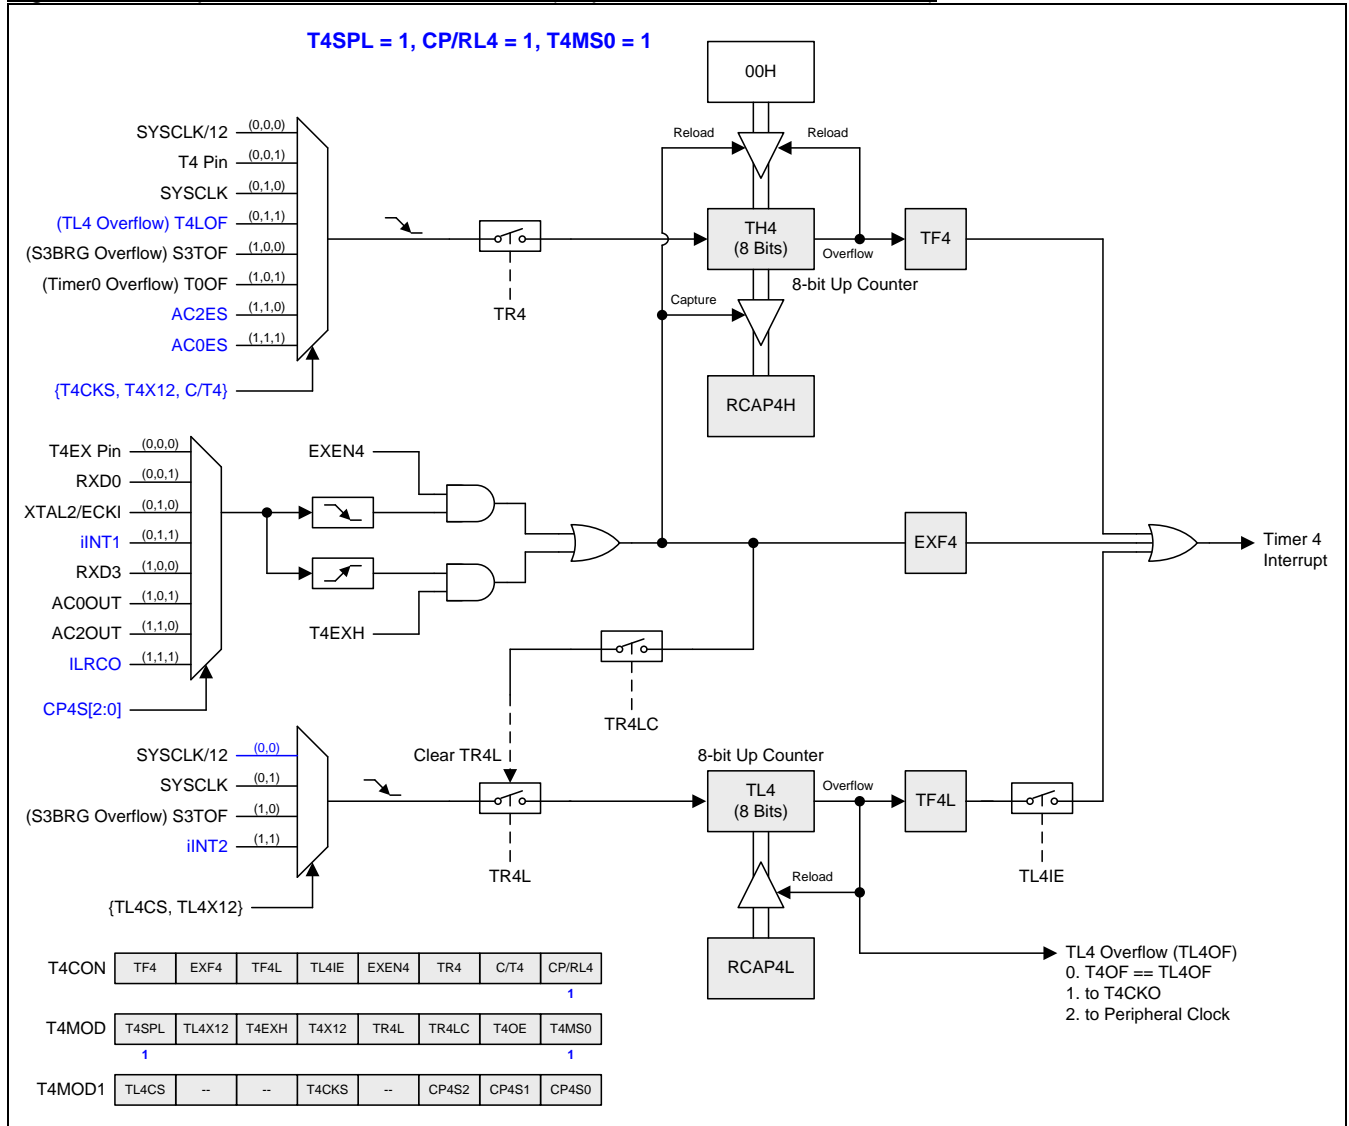 T4SPL = 1, CP/RL4 = 1, T4MS0 = 1
00H
Reload
Reload
SYSCLK/12 (0,0,0)
T4 Pin (0,0,1)
SYSCLK (0,1,0)
(TL4 Overflow) T4LOF (0,1,1)
(S3BRG Overflow) S3TOF (1,0,0)
(Timer0 Overflow) T0OF (1,0,1)
AC2ES (1,1,0)
AC0ES (1,1,1)
{T4CKS, T4X12, C/T4}
TR4
TH4
(8 Bits)
Overflow
TF4
8-bit Up Counter
Capture
RCAP4H
T4EX Pin (0,0,0)
RXD0 (0,0,1)
XTAL2/ECKI (0,1,0)
iINT1 (0,1,1)
RXD3 (1,0,0)
AC0OUT (1,0,1)
AC2OUT (1,1,0)
ILRCO (1,1,1)
CP4S[2:0]
EXEN4
T4EXH
EXF4
Timer 4
Interrupt
TR4LC
Clear TR4L
SYSCLK/12 (0,0)
SYSCLK (0,1)
(S3BRG Overflow) S3TOF (1,0)
iINT2 (1,1)
{TL4CS, TL4X12}
TR4L
8-bit Up Counter
TL4
(8 Bits)
Overflow
TF4L
TL4IE
Reload
RCAP4L
TL4 Overflow (TL4OF)
0. T4OF == TL4OF
1. to T4CKO
2. to Peripheral Clock
T4CON TF4 EXF4 TF4L TL4IE EXEN4 TR4 C/T4 CP/RL4
1
T4MOD T4SPL TL4X12 T4EXH T4X12 TR4L TR4LC T4OE T4MS0
1 1
T4MOD1 TL4CS -- -- T4CKS -- CP4S2 CP4S1 CP4S0